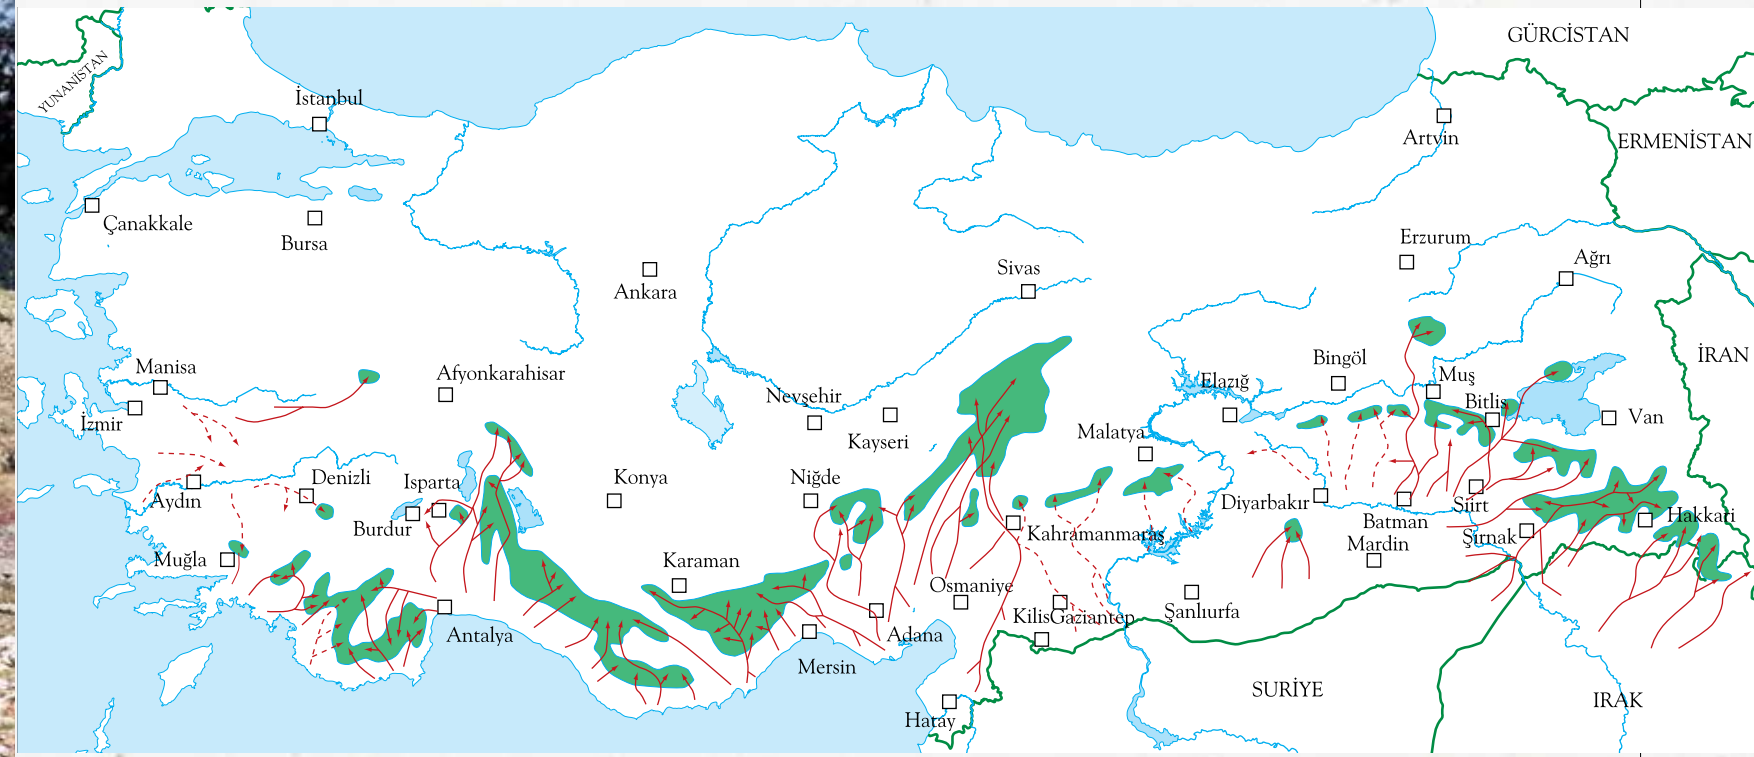 GÜRCİSTAN
YUNANİSTAN
İstanbul
Artvin
ERMENİSTAN
Çanakkale
Bursa
Erzurum
Ağrı
Sivas
Ankara
İRAN
Manisa
Afyonkarahisar
Bingöl
Muş
Elazığ
Nevşehir
Bitlis
İzmir
Kayseri
Van
Malatya
Denizli
Isparta
Konya
Niğde
Aydın
Diyarbakır
Siirt
Burdur
Batman
Hakkari
Kahramanmaraş
Şırnak
Mardin
Muğla
Karaman
Osmaniye
Şanlıurfa
Kilis
Gaziantep
Antalya
Adana
Mersin
SURİYE
IRAK
Hatay